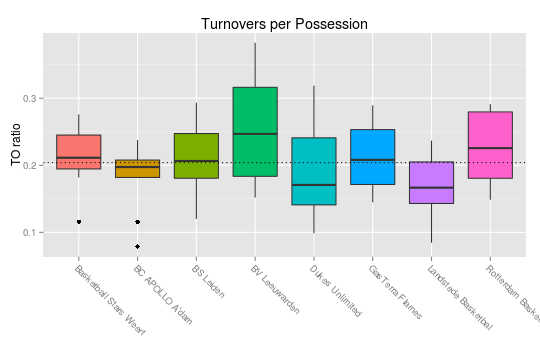 Turnovers per Possession
TO ratio
0.3
0.2
0.1
Basketball Stars Weert
BC APOLLO A'dam
BS Leiden
BV Leeuwarden
Dukes Unlimited
GasTerra Flames
Landstede Basketbal
Rotterdam Baske